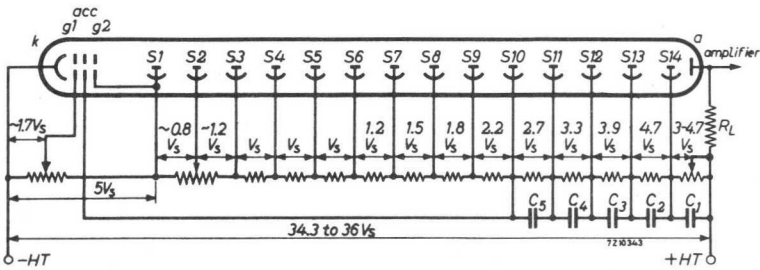 acc
g1 g2
k
S1 S2 S3 S4 S5 S6 S7 S8 S9 S10 S11 S12 S13 S14
a
amplifier
~1.7Vs
~0.8 Vs
~1.2 Vs
Vs
Vs
Vs
1.2 Vs
1.5 Vs
1.8 Vs
2.2 Vs
2.7 Vs
3.3 Vs
3.9 Vs
4.7 Vs
3-4.7 Vs
RL
5Vs
C5 C4 C3 C2 C1
34.3 to 36Vs
7210343
-HT
+HT